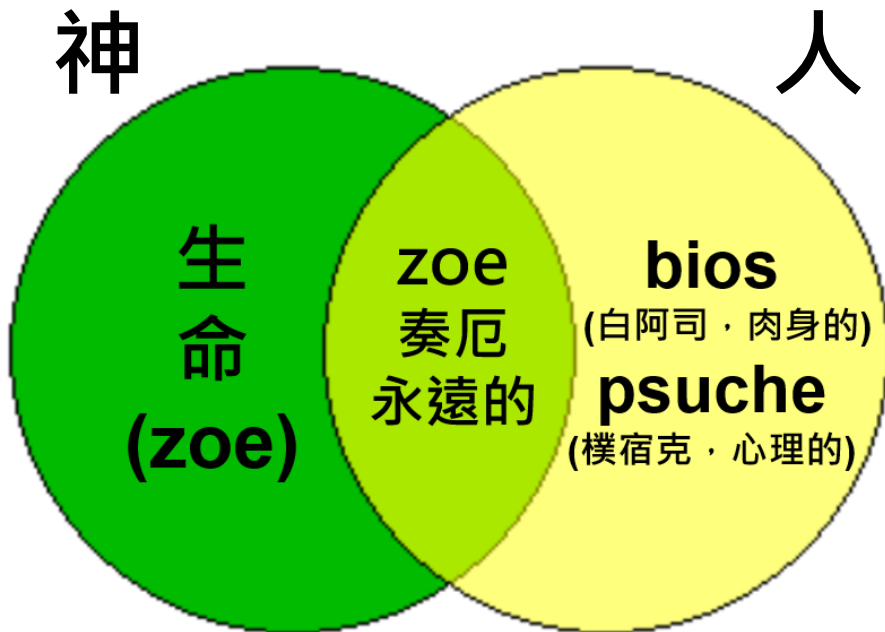 神
人
生
命
(zoe)
zoe
奏厄
永遠的
bios
(白阿司，肉身的)
psuche
(樸宿克，心理的)